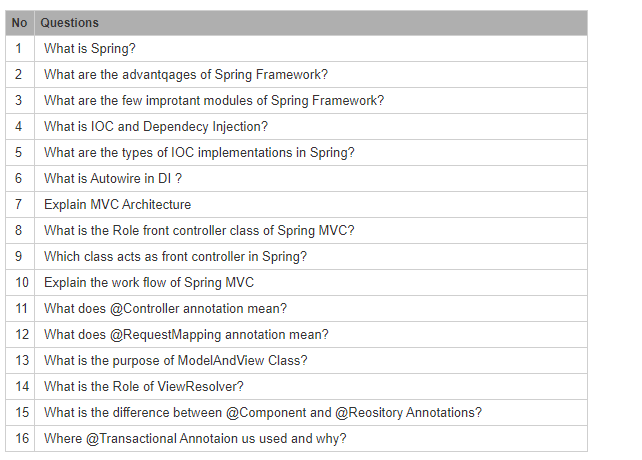 No Questions
1 What is Spring?
2 What are the advantqages of Spring Framework?
3 What are the few improtant modules of Spring Framework?
4 What is IOC and Dependecy Injection?
5 What are the types of IOC implementations in Spring?
6 What is Autowire in DI ?
7 Explain MVC Architecture
8 What is the Role front controller class of Spring MVC?
9 Which class acts as front controller in Spring?
10 Explain the work flow of Spring MVC
11 What does @Controller annotation mean?
12 What does @RequestMapping annotation mean?
13 What is the purpose of ModelAndView Class?
14 What is the Role of ViewResolver?
15 What is the difference between @Component and @Reository Annotations?
16 Where @Transactional Annotaion us used and why?